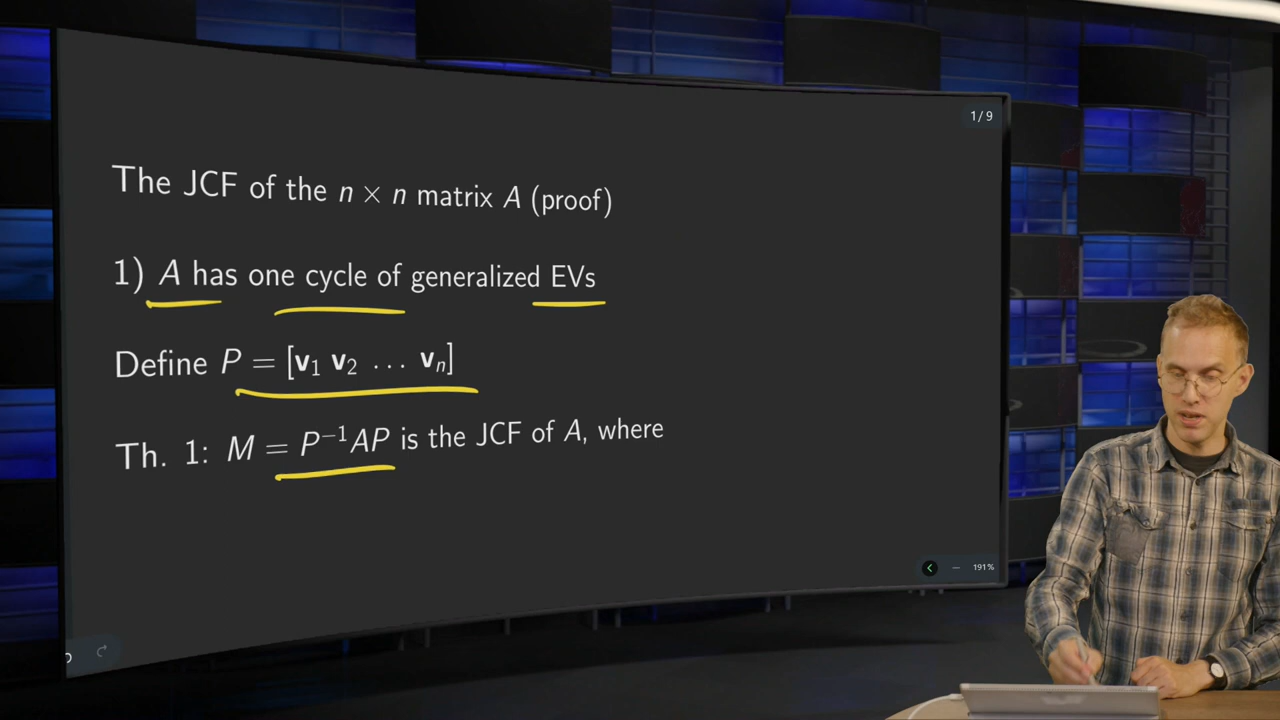 1/9
The JCF of the n × n matrix A (proof)
1) A has one cycle of generalized EVs
Define P = [v₁ v₂ … vₙ]
Th. 1: M = P⁻¹AP is the JCF of A, where
191%